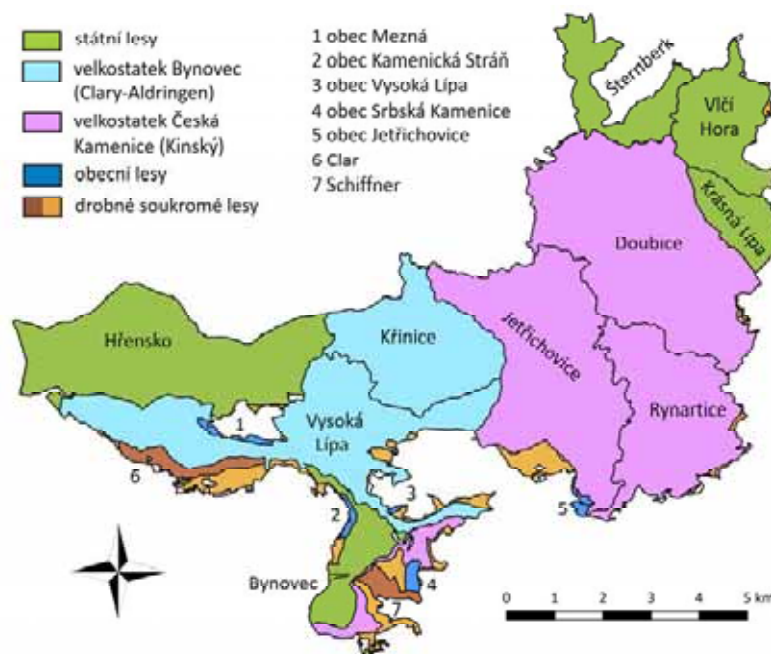 státní lesy
velkostatek Bynovec
(Clary-Aldringen)
velkostatek Česká
Kamenice (Kinský)
obecní lesy
drobné soukromé lesy
1 obec Mezná
2 obec Kamenická Stráň
3 obec Vysoká Lípa
4 obec Srbská Kamenice
5 obec Jetřichovice
6 Clar
7 Schiffner
Šternberk
Vlčí
Hora
Krásná Lípa
Doubice
Křinice
Jetřichovice
Hřensko
Vysoká
Lípa
Rynartice
1
6
3
2
5
Bynovec
4
7
0 1 2 3 4 5 km